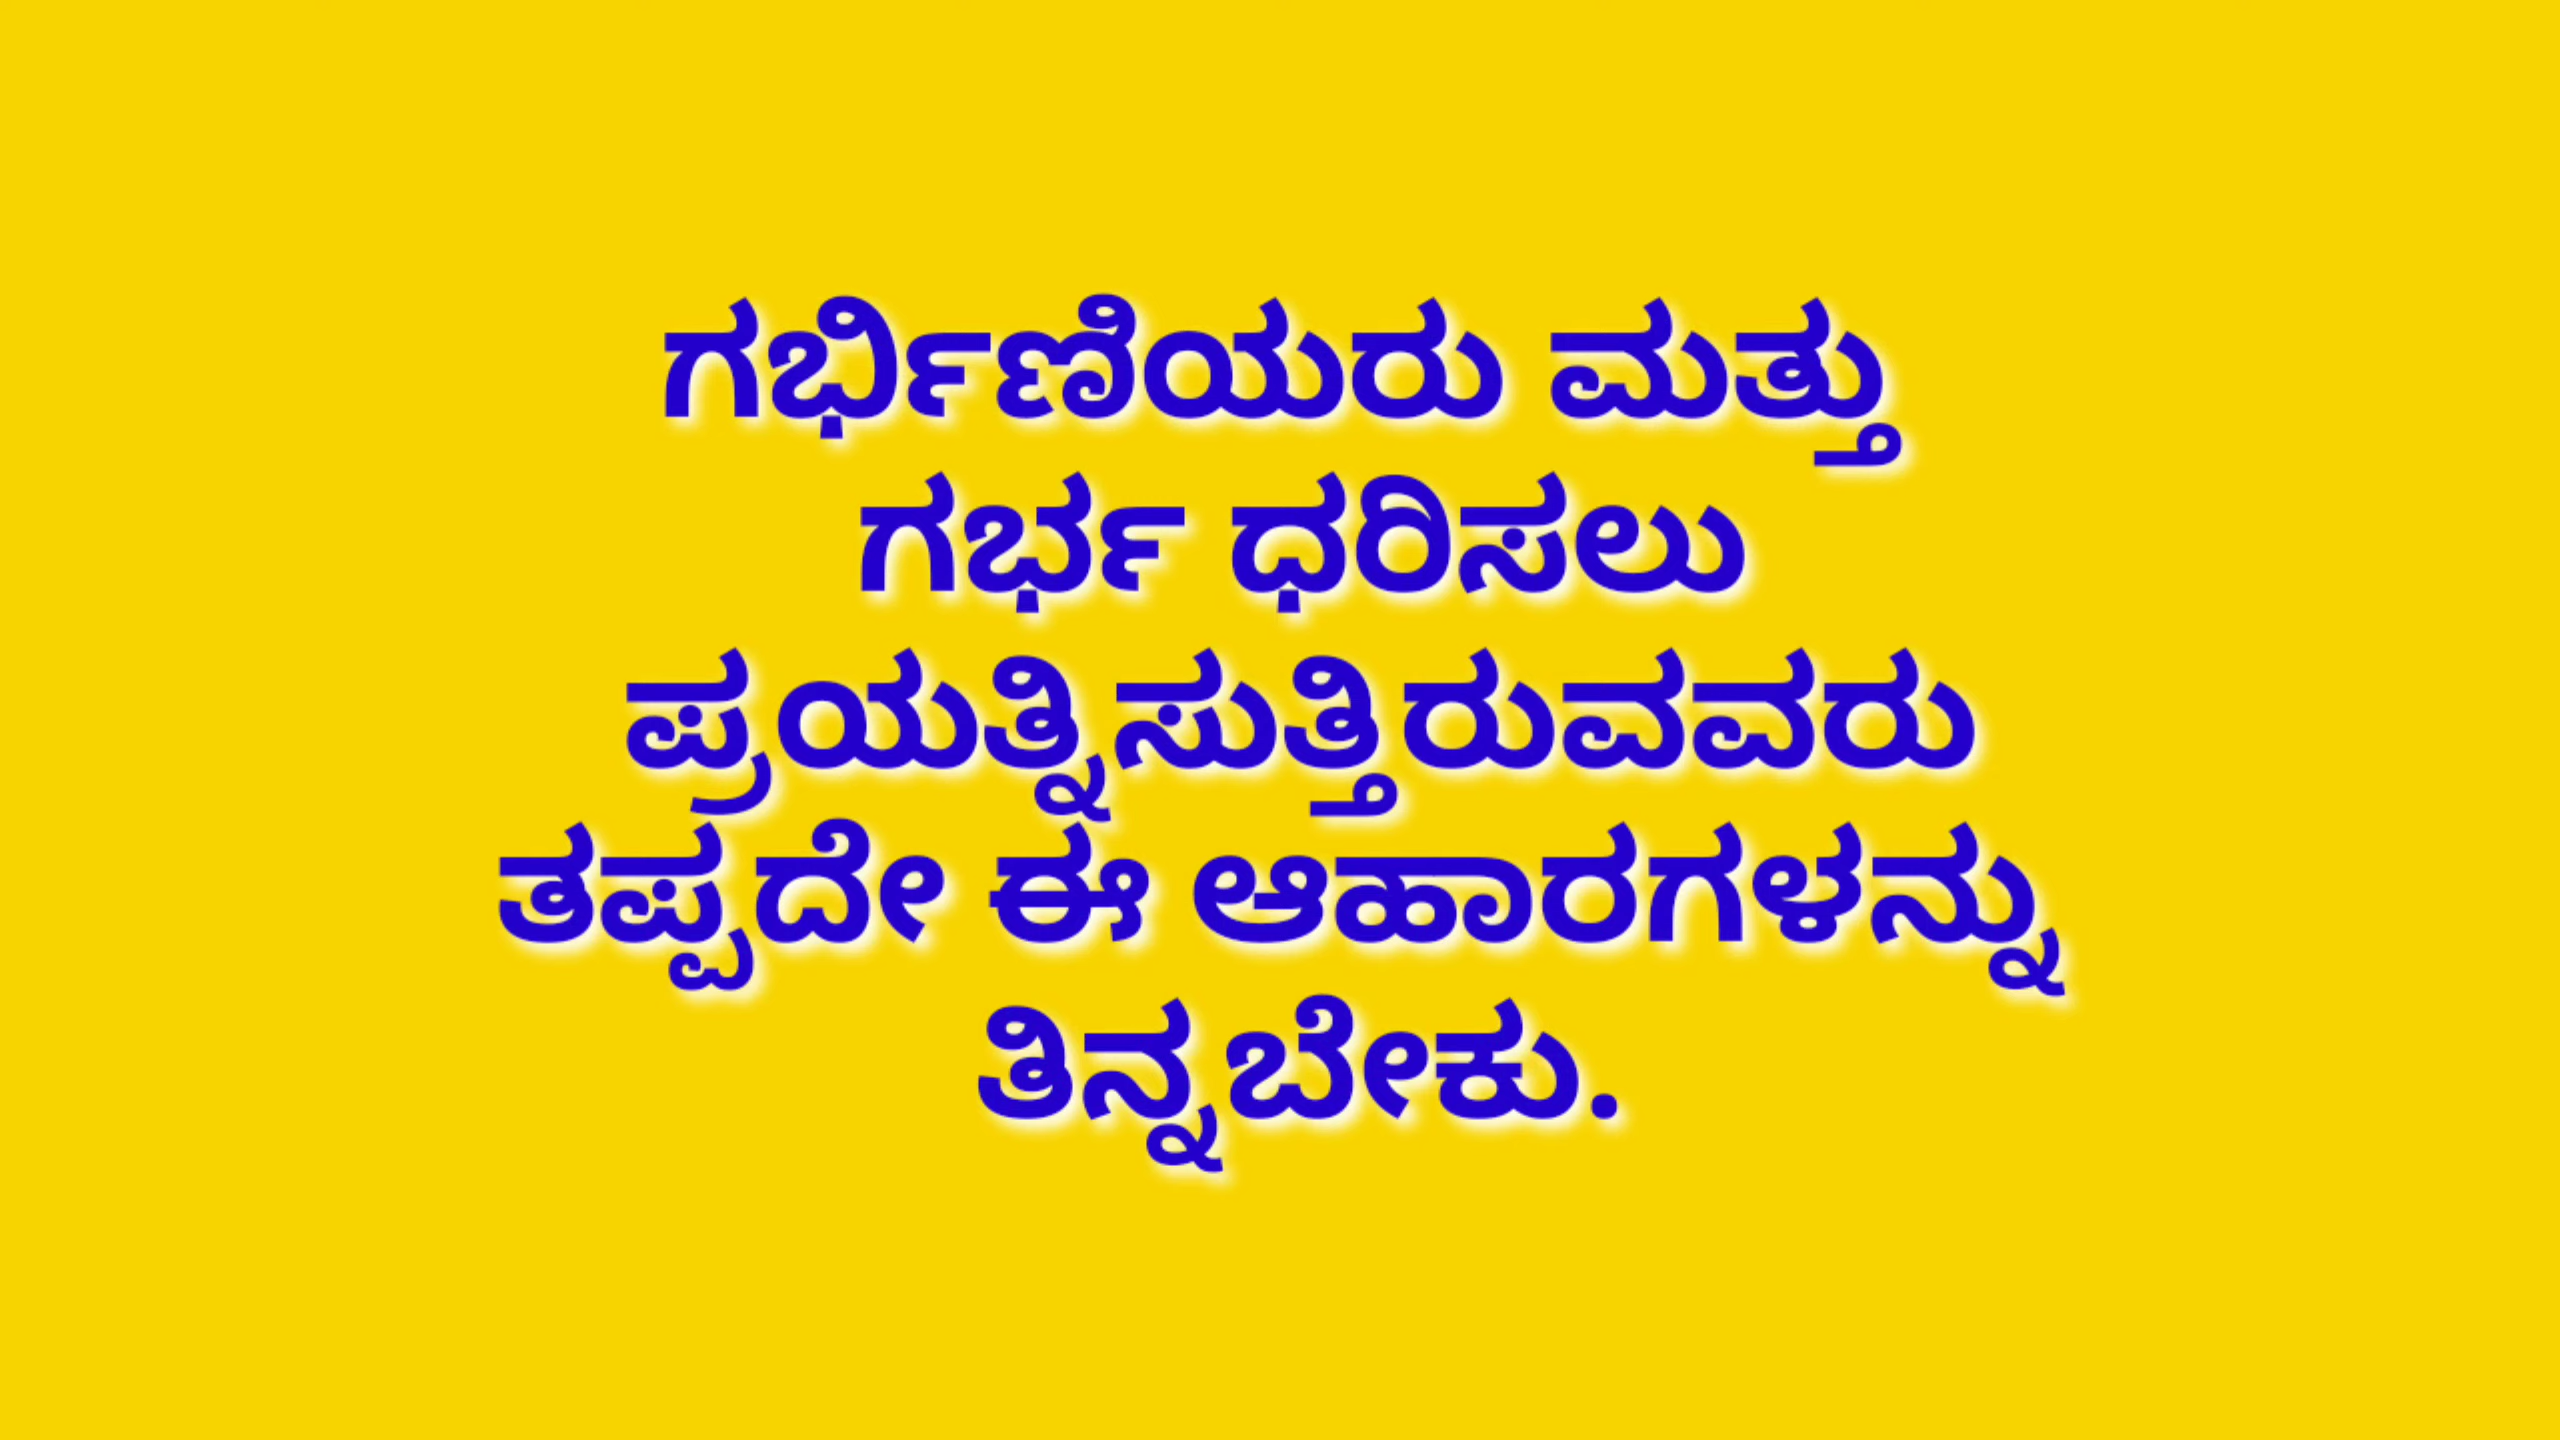 ಗರ್ಭಿಣಿಯರು ಮತ್ತು
ಗರ್ಭ ಧರಿಸಲು
ಪ್ರಯತ್ನಿಸುತ್ತಿರುವವರು
ತಪ್ಪದೇ ಈ ಆಹಾರಗಳನ್ನು
ತಿನ್ನಬೇಕು.